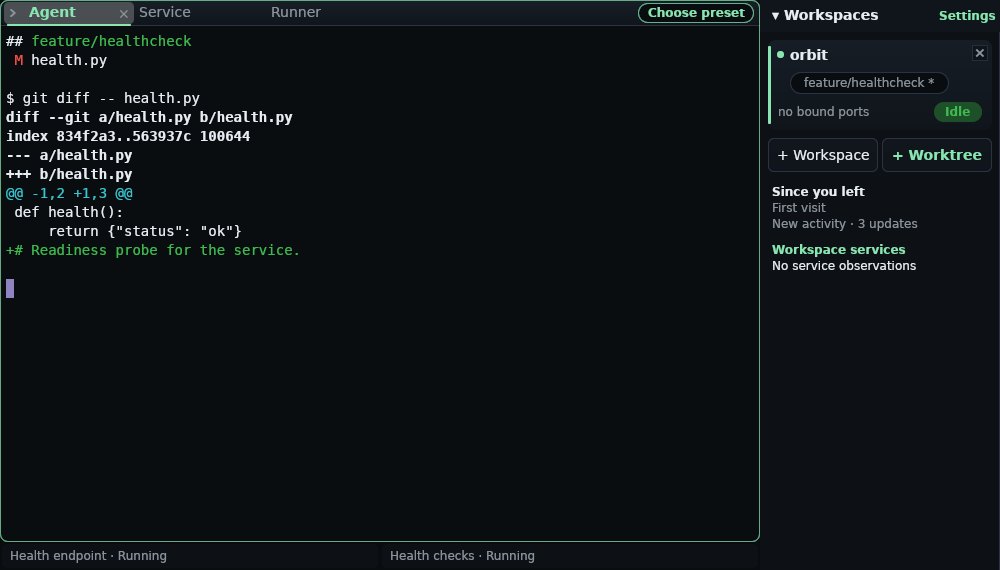 Agent × Service Runner Choose preset
## feature/healthcheck
 M health.py
$ git diff -- health.py
diff --git a/health.py b/health.py
index 834f2a3..563937c 100644
--- a/health.py
+++ b/health.py
@@ -1,2 +1,3 @@
 def health():
     return {"status": "ok"}
+# Readiness probe for the service.
Health endpoint · Running
Health checks · Running
▾ Workspaces Settings
orbit ×
feature/healthcheck *
no bound ports Idle
+ Workspace + Worktree
Since you left
First visit
New activity · 3 updates
Workspace services
No service observations